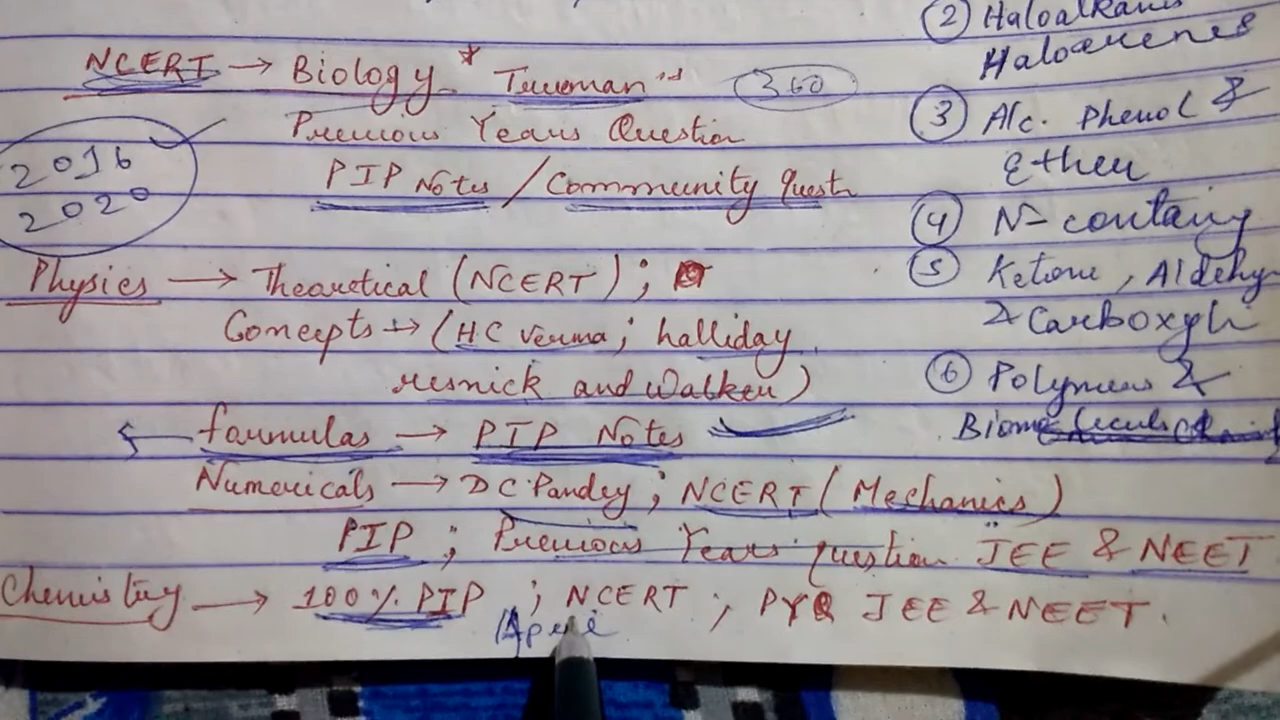 NCERT → Biology * Trueman's 360
Previous Years Question
2016
2020
PIP Notes / Community Questn
Physics → Theoretical (NCERT) ;
Concepts → (HC Verma ; halliday
resnick and Walker)
formulas → PIP Notes
Numericals → DC Pandey ; NCERT (Mechanics)
PIP ; Previous Years question JEE & NEET
Chemistry → 100% PIP ; NCERT ; PYQ JEE & NEET.
② Haloalkanes
Haloarenes
③ Alc. Phenol &
Ether
④ N- containg
⑤ Ketone, Aldehy
& Carboxyli
⑥ Polymers &